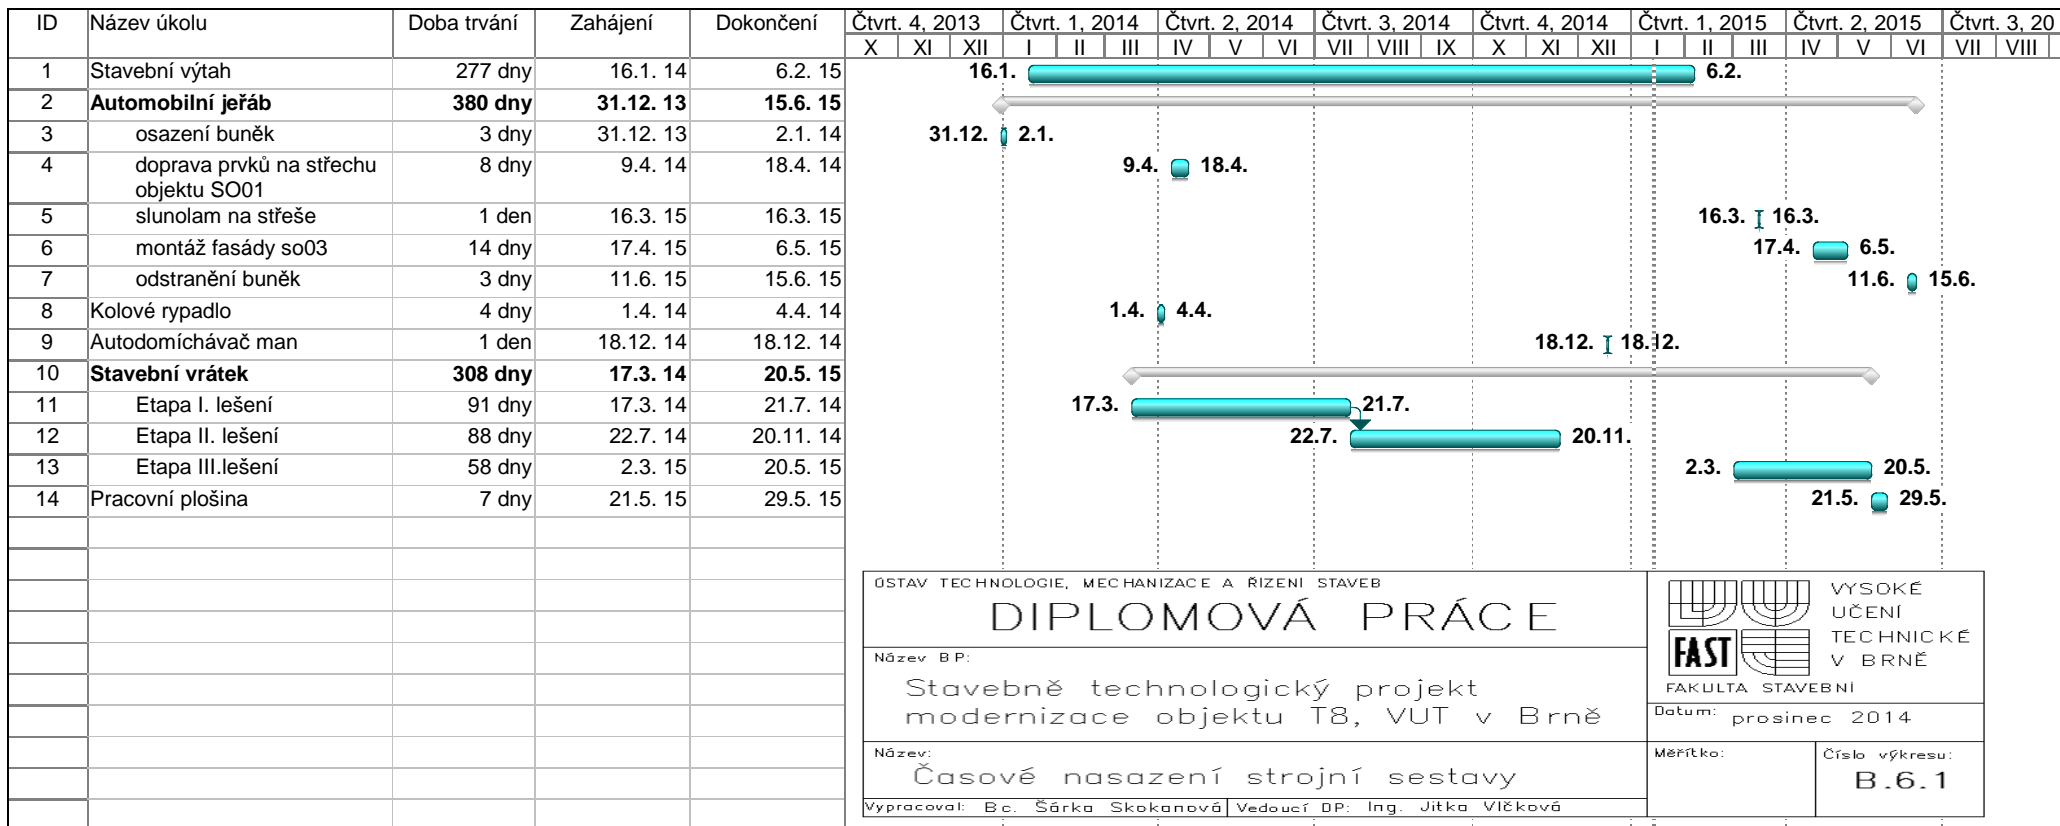 ID Název úkolu Doba trvání Zahájení Dokončení Čtvrt. 4, 2013 Čtvrt. 1, 2014 Čtvrt. 2, 2014 Čtvrt. 3, 2014 Čtvrt. 4, 2014 Čtvrt. 1, 2015 Čtvrt. 2, 2015 Čtvrt. 3, 20
X XI XII I II III IV V VI VII VIII IX X XI XII I II III IV V VI VII VIII
1 Stavební výtah 277 dny 16.1. 14 6.2. 15 16.1. 6.2.
2 Automobilní jeřáb 380 dny 31.12. 13 15.6. 15
3 osazení buněk 3 dny 31.12. 13 2.1. 14 31.12. 2.1.
4 doprava prvků na střechu 8 dny 9.4. 14 18.4. 14 9.4. 18.4.
objektu SO01
5 slunolam na střeše 1 den 16.3. 15 16.3. 15 16.3. 16.3.
6 montáž fasády so03 14 dny 17.4. 15 6.5. 15 17.4. 6.5.
7 odstranění buněk 3 dny 11.6. 15 15.6. 15 11.6. 15.6.
8 Kolové rypadlo 4 dny 1.4. 14 4.4. 14 1.4. 4.4.
9 Autodomíchávač man 1 den 18.12. 14 18.12. 14 18.12. 18.12.
10 Stavební vrátek 308 dny 17.3. 14 20.5. 15
11 Etapa I. lešení 91 dny 17.3. 14 21.7. 14 17.3. 21.7.
12 Etapa II. lešení 88 dny 22.7. 14 20.11. 14 22.7. 20.11.
13 Etapa III.lešení 58 dny 2.3. 15 20.5. 15 2.3. 20.5.
14 Pracovní plošina 7 dny 21.5. 15 29.5. 15 21.5. 29.5.
ÚSTAV TECHNOLOGIE, MECHANIZACE A ŘIZENI STAVEB
DIPLOMOVÁ PRÁCE
Název BP:
Stavebně technologický projekt
modernizace objektu T8, VUT v Brně
Název:
Časové nasazení strojní sestavy
Vypracoval: Bc. Šárka Skokanová Vedoucí DP: Ing. Jitka Vlčková
VYSOKÉ
UČENÍ
TECHNICKÉ
V BRNĚ
FAST
FAKULTA STAVEBNÍ
Datum: prosinec 2014
Měřítko:
Číslo výkresu:
B.6.1